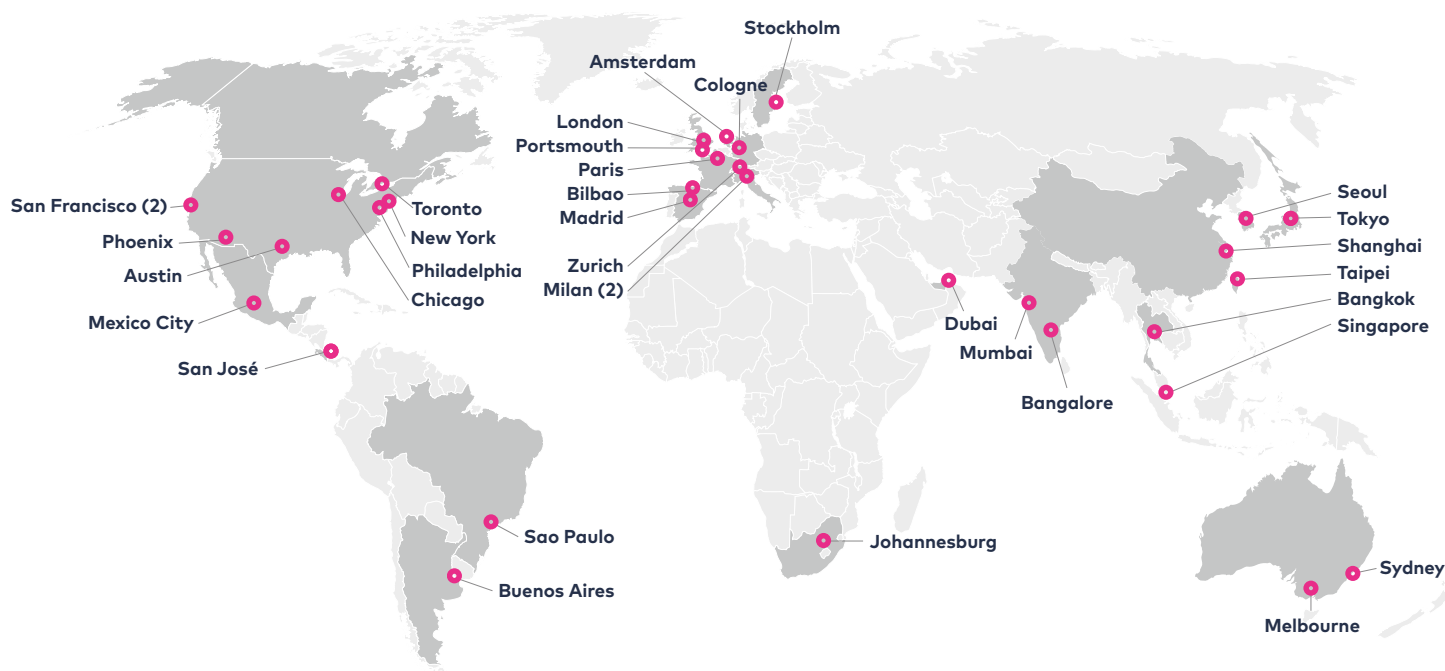 Stockholm
Amsterdam
Cologne
London
Portsmouth
Paris
Bilbao
Madrid
Zurich
Milan (2)
San Francisco (2)
Phoenix
Austin
Mexico City
San José
Toronto
New York
Philadelphia
Chicago
Sao Paulo
Buenos Aires
Johannesburg
Dubai
Mumbai
Bangalore
Seoul
Tokyo
Shanghai
Taipei
Bangkok
Singapore
Sydney
Melbourne